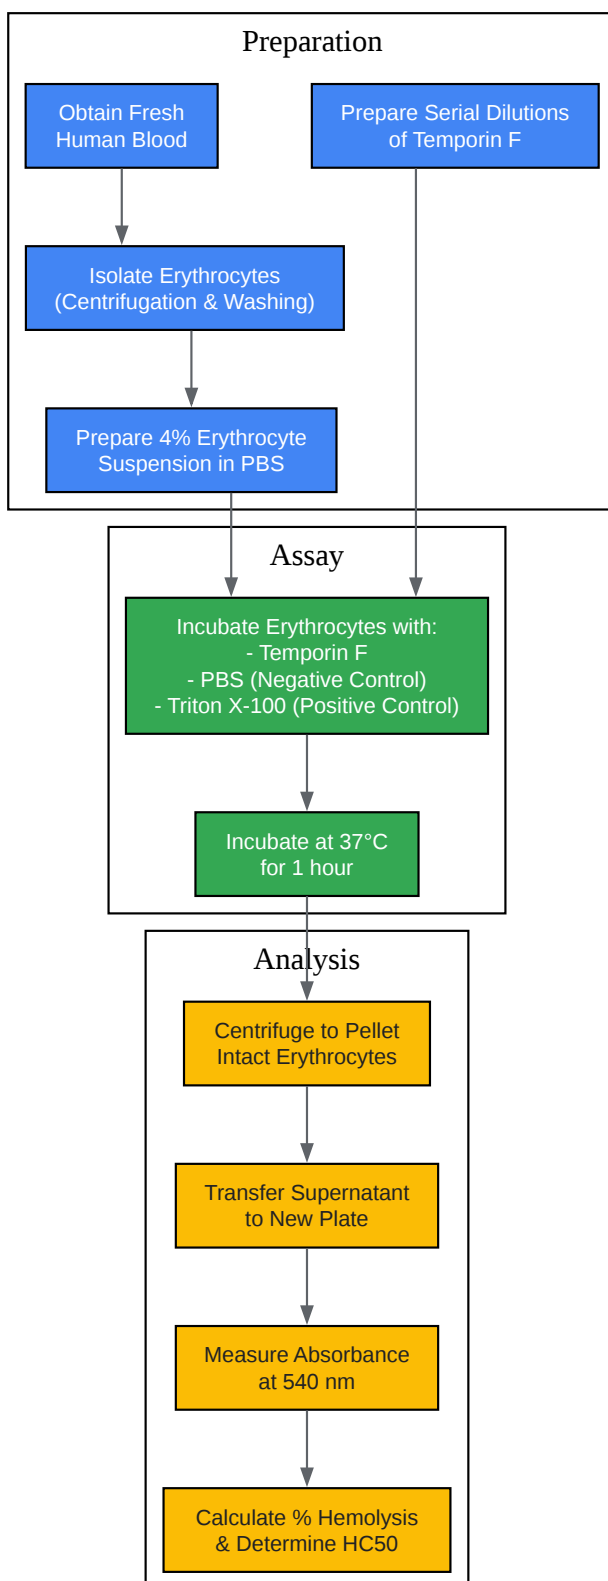 Preparation
Obtain Fresh
Human Blood
Prepare Serial Dilutions
of Temporin F
Isolate Erythrocytes
(Centrifugation & Washing)
Prepare 4% Erythrocyte
Suspension in PBS
Assay
Incubate Erythrocytes with:
- Temporin F
- PBS (Negative Control)
- Triton X-100 (Positive Control)
Incubate at 37°C
for 1 hour
Analysis
Centrifuge to Pellet
Intact Erythrocytes
Transfer Supernatant
to New Plate
Measure Absorbance
at 540 nm
Calculate % Hemolysis
& Determine HC50